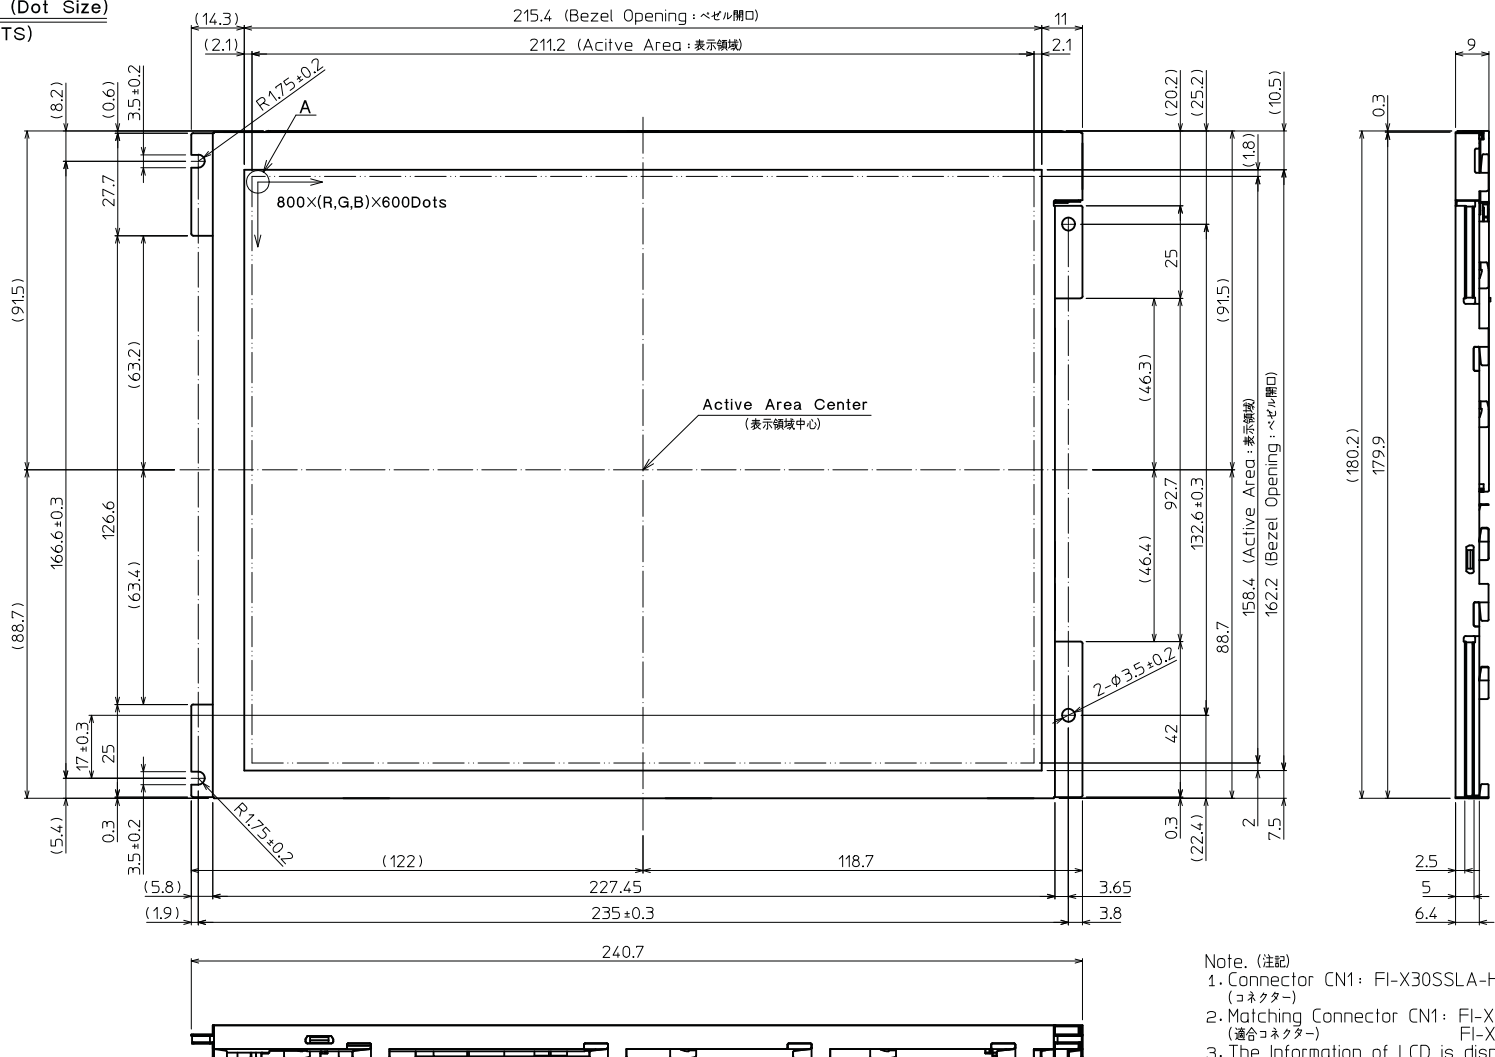 (Dot Size)
TS)
(14.3)
215.4 (Bezel Opening : ベゼル開口)
11
(2.1)
211.2 (Acitve Area : 表示領域)
2.1
9
(8.2)
(0.6)
3.5±0.2
R1.75±0.2
A
(20.2)
(25.2)
(10.5)
0.3
(1.8)
27.7
800×(R,G,B)×600Dots
25
(91.5)
(91.5)
(63.2)
(46.3)
Active Area Center
(表示領域中心)
158.4 (Active Area : 表示領域)
162.2 (Bezel Opening : ベゼル開口)
(180.2)
179.9
166.6±0.3
126.6
92.7
132.6±0.3
(63.4)
(46.4)
(88.7)
88.7
2-φ3.5±0.2
17±0.3
25
42
(5.4)
0.3
3.5±0.2
R1.75±0.2
0.3
(22.4)
2
7.5
(122)
118.7
2.5
(5.8)
227.45
3.65
5
(1.9)
235±0.3
3.8
6.4
240.7
Note. (注記)
1. Connector CN1: FI-X30SSLA-H
(コネクター)
2. Matching Connector CN1: FI-X
(適合コネクター) FI-X
3. The Information of LCD is disp